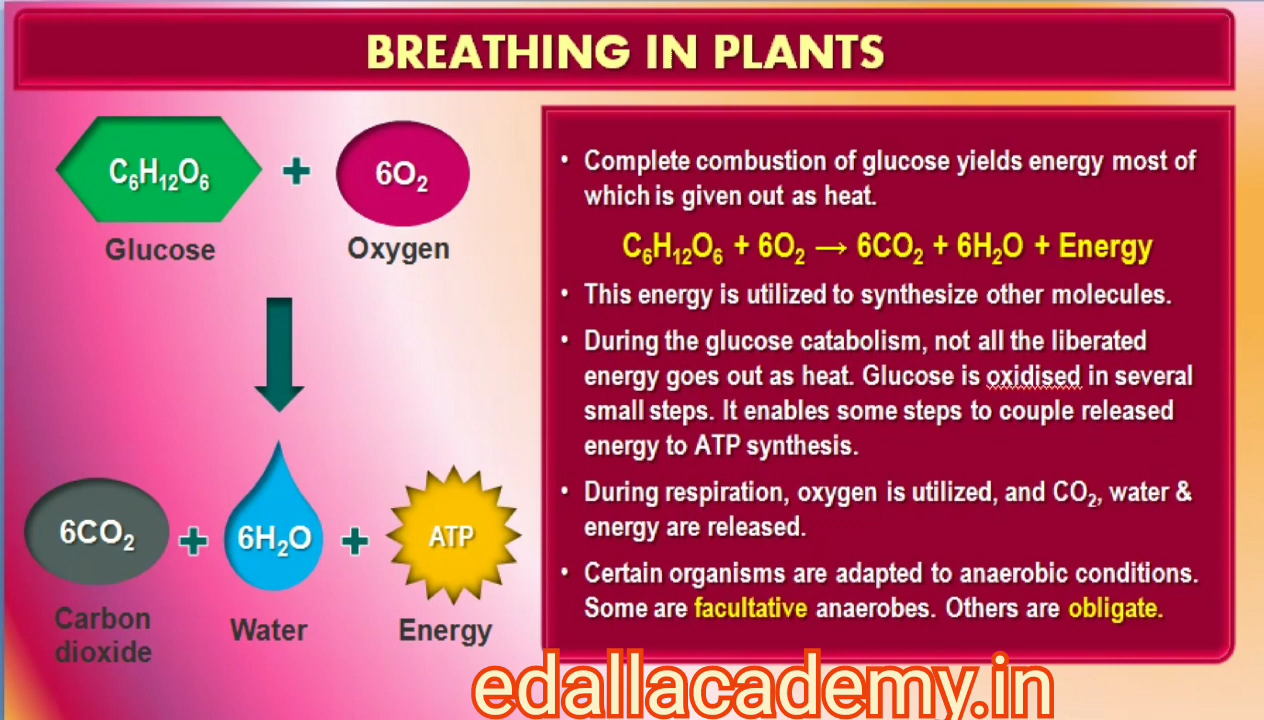 BREATHING IN PLANTS
C₆H₁₂O₆ + 6O₂
Glucose
Oxygen
6CO₂ + 6H₂O + ATP
Carbon
dioxide
Water
Energy
• Complete combustion of glucose yields energy most of
which is given out as heat.
C₆H₁₂O₆ + 6O₂ → 6CO₂ + 6H₂O + Energy
• This energy is utilized to synthesize other molecules.
• During the glucose catabolism, not all the liberated
energy goes out as heat. Glucose is oxidised in several
small steps. It enables some steps to couple released
energy to ATP synthesis.
• During respiration, oxygen is utilized, and CO₂, water &
energy are released.
• Certain organisms are adapted to anaerobic conditions.
Some are facultative anaerobes. Others are obligate.
edallacademy.in